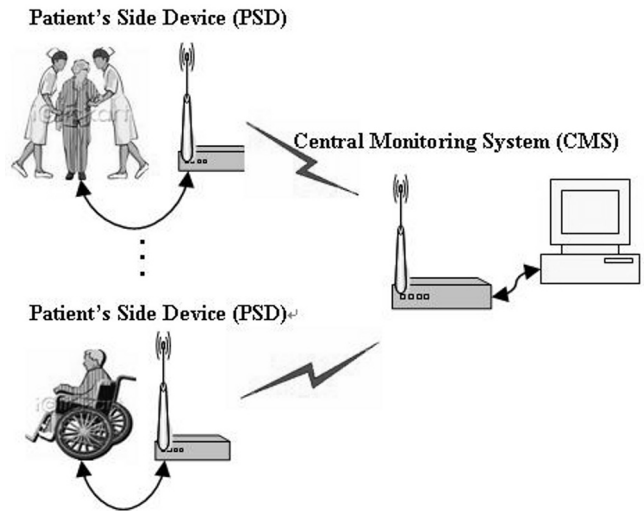 Patient's Side Device (PSD)
Central Monitoring System (CMS)
Patient's Side Device (PSD)↵